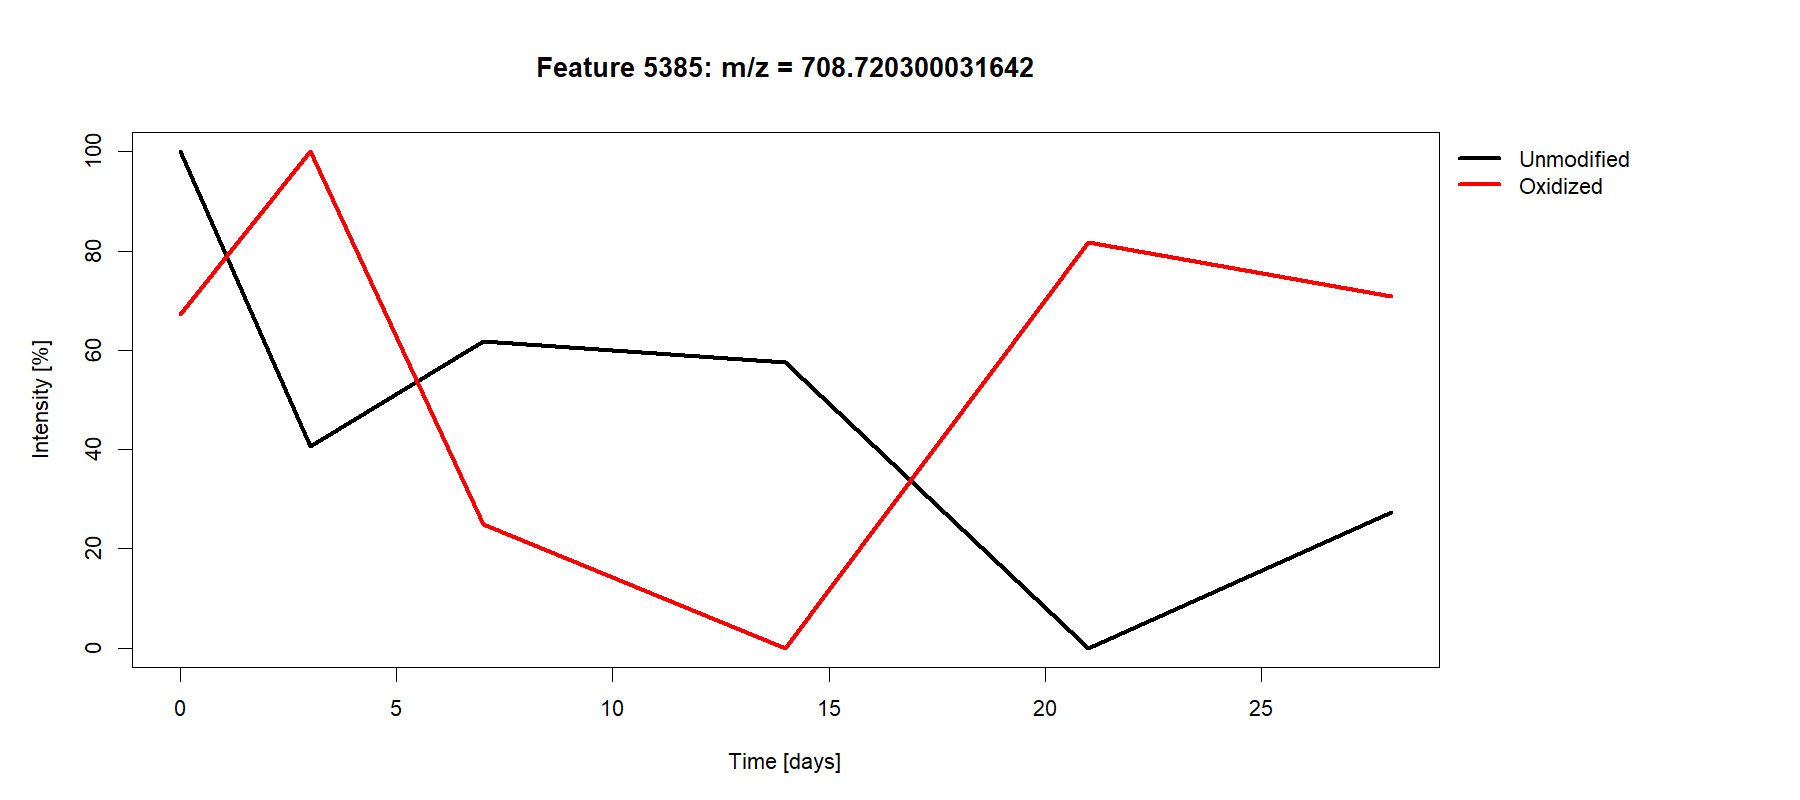 Feature 5385: m/z = 708.720300031642
Unmodified
Oxidized
Intensity [%]
100
80
60
40
20
0
0 5 10 15 20 25
Time [days]